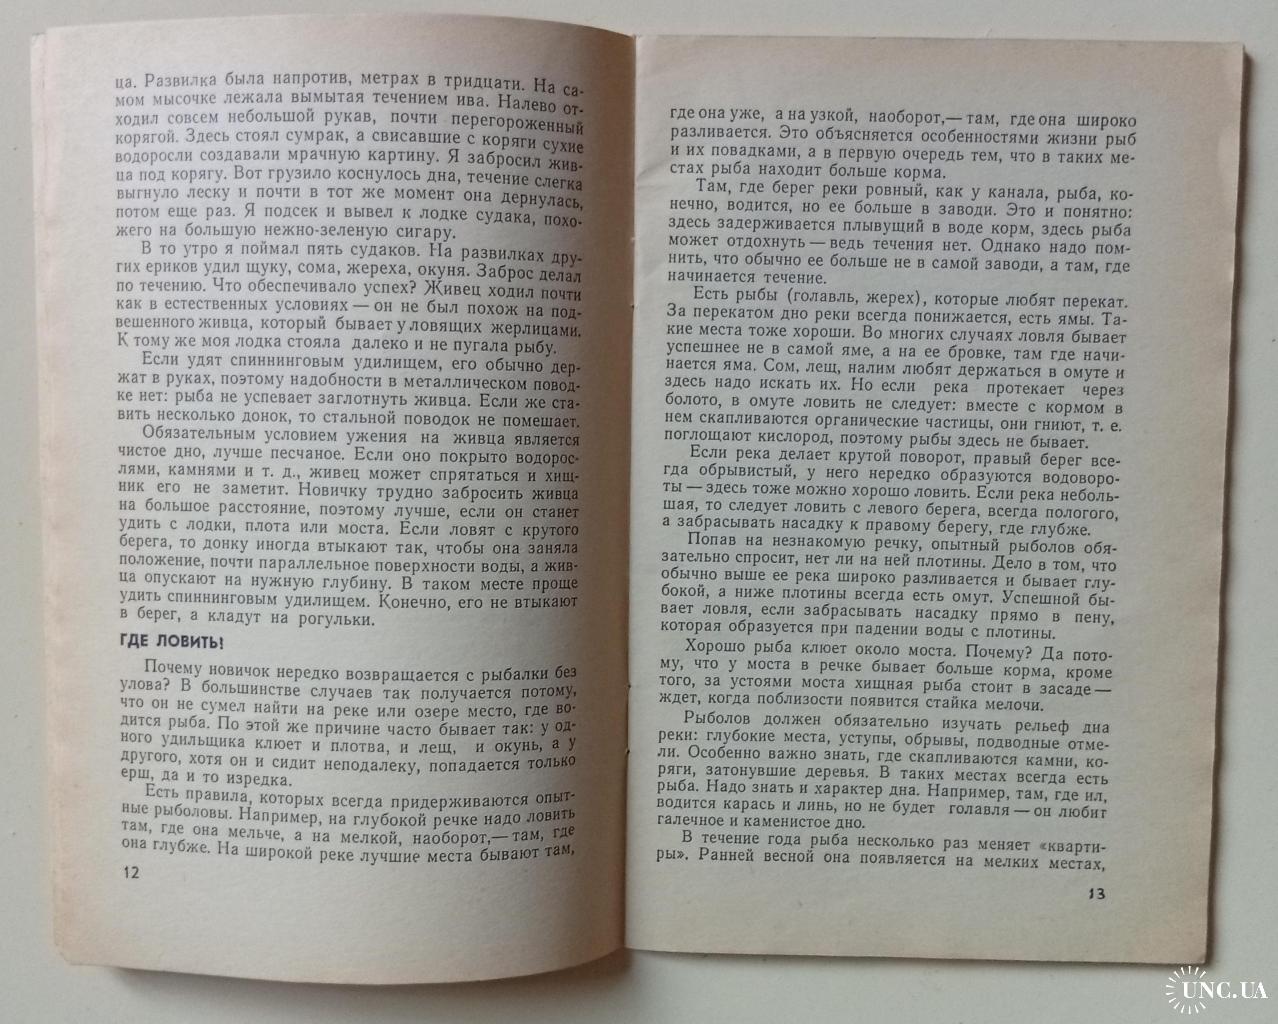 ца. Развилка была напротив, метрах в тридцати. На са-
мом мысочке лежала вымытая течением ива. Налево от-
ходил совсем небольшой рукав, почти перегороженный
корягой. Здесь стоял сумрак, а свисавшие с коряги сухие
водоросли создавали мрачную картину. Я забросил жив-
ца под корягу. Вот грузило коснулось дна, течение слегка
выгнуло леску и почти в тот же момент она дернулась,
потом еще раз. Я подсек и вывел к лодке судака, похо-
жего на большую нежно-зеленую сигару.
В то утро я поймал пять судаков. На развилках дру-
гих ериков удил щуку, сома, жереха, окуня. Заброс делал
по течению. Что обеспечивало успех? Живец ходил почти
как в естественных условиях — он не был похож на под-
вешенного живца, который бывает у ловящих жерлицами.
К тому же моя лодка стояла далеко и не пугала рыбу.
Если удят спиннинговым удилищем, его обычно дер-
жат в руках, поэтому надобности в металлическом повод-
ке нет: рыба не успевает заглотнуть живца. Если же ста-
вить несколько донок, то стальной поводок не помешает.
Обязательным условием ужения на живца является
чистое дно, лучше песчаное. Если оно покрыто водорос-
лями, камнями и т. д., живец может спрятаться и хищ-
ник его не заметит. Новичку трудно забросить живца
на большое расстояние, поэтому лучше, если он станет
удить с лодки, плота или моста. Если ловят с крутого
берега, то донку иногда втыкают так, чтобы она заняла
положение, почти параллельное поверхности воды, а жив-
ца опускают на нужную глубину. В таком месте проще
удить спиннинговым удилищем. Конечно, его не втыкают
в берег, а кладут на рогульки.
ГДЕ ЛОВИТЬ!
Почему новичок нередко возвращается с рыбалки без
улова? В большинстве случаев так получается потому,
что он не сумел найти на реке или озере место, где во-
дится рыба. По этой же причине часто бывает так: у од-
ного удильщика клюет и плотва, и лещ, и окунь, а у
другого, хотя он и сидит неподалеку, попадается только
ерш, да и то изредка.
Есть правила, которых всегда придерживаются опыт-
ные рыболовы. Например, на глубокой речке надо ловить
там, где она мельче, а на мелкой, наоборот,— там, где
она глубже. На широкой реке лучшие места бывают там,
12
где она уже, а на узкой, наоборот,— там, где она широко
разливается. Это объясняется особенностями жизни рыб
и их повадками, а в первую очередь тем, что в таких ме-
стах рыба находит больше корма.
Там, где берег реки ровный, как у канала, рыба, ко-
нечно, водится, но ее больше в заводи. Это и понятно:
здесь задерживается плывущий в воде корм, здесь рыба
может отдохнуть — ведь течения нет. Однако надо пом-
нить, что обычно ее больше не в самой заводи, а там, где
начинается течение.
Есть рыбы (голавль, жерех), которые любят перекат.
За перекатом дно реки всегда понижается, есть ямы. Та-
кие места тоже хороши. Во многих случаях ловля бывает
успешнее не в самой яме, а на ее бровке, там где начи-
нается яма. Сом, лещ, налим любят держаться в омуте и
здесь надо искать их. Но если река протекает через
болото, в омуте ловить не следует: вместе с кормом в
нем скапливаются органические частицы, они гниют, т. е.
поглощают кислород, поэтому рыбы здесь не бывает.
Если река делает крутой поворот, правый берег все-
гда обрывистый, у него нередко образуются водоворо-
ты — здесь тоже можно хорошо ловить. Если река неболь-
шая, то следует ловить с левого берега, всегда пологого,
а забрасывать насадку к правому берегу, где глубже.
Попав на незнакомую речку, опытный рыболов обя-
зательно спросит, нет ли на ней плотины. Дело в том, что
обычно выше ее река широко разливается и бывает глу-
бокой, а ниже плотины всегда есть омут. Успешной бы-
вает ловля, если забрасывать насадку прямо в пену,
которая образуется при падении воды с плотины.
Хорошо рыба клюет около моста. Почему? Да пото-
му, что у моста в речке бывает больше корма, кроме
того, за устоями моста хищная рыба стоит в засаде —
ждет, когда поблизости появится стайка мелочи.
Рыболов должен обязательно изучать рельеф дна
реки: глубокие места, уступы, обрывы, подводные отме-
ли. Особенно важно знать, где скапливаются камни, ко-
ряги, затонувшие деревья. В таких местах всегда есть
рыба. Надо знать и характер дна. Например, там, где ил,
водится карась и линь, но не будет голавля — он любит
галечное и каменистое дно.
В течение года рыба несколько раз меняет «кварти-
ры». Ранней весной она появляется на мелких местах,
13
UNC.UA